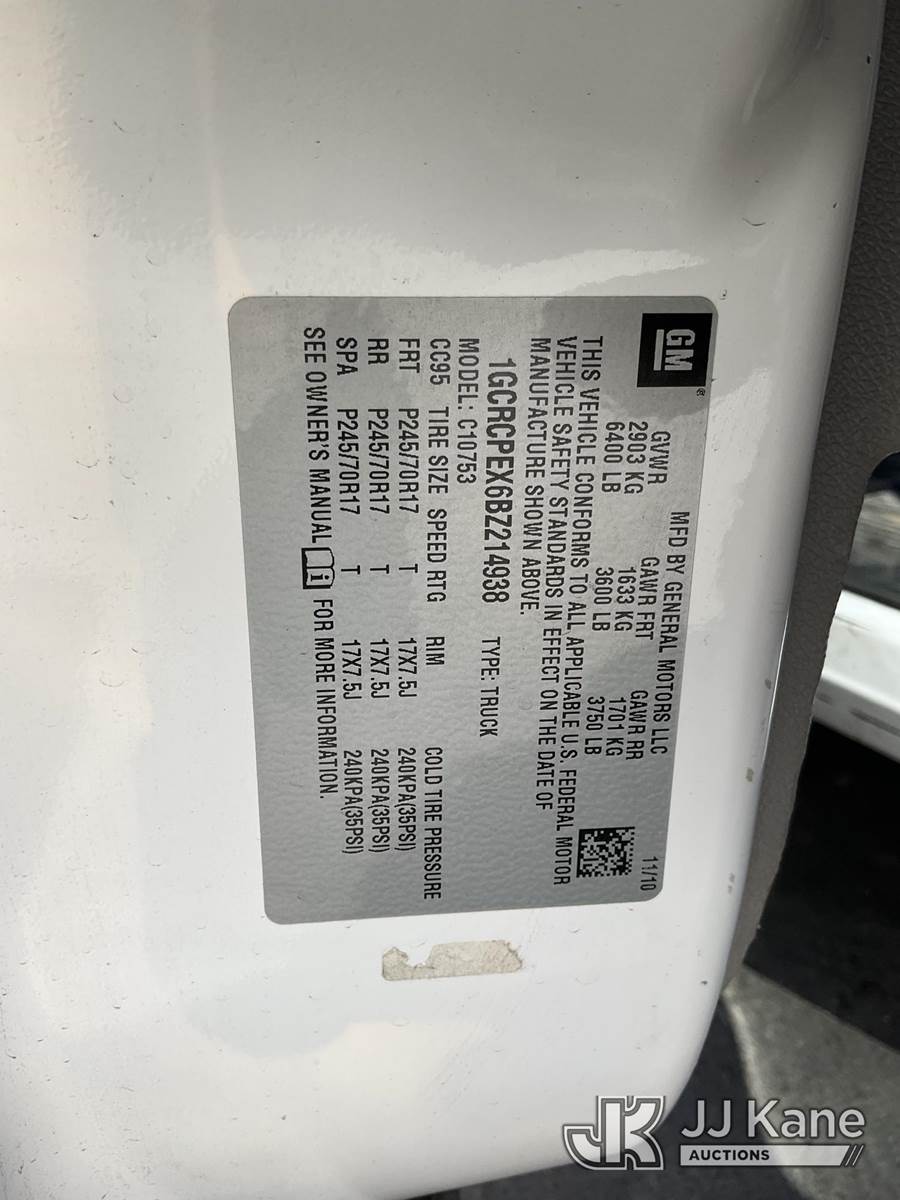 GM®
MFD BY GENERAL MOTORS LLC 11/10
GVWR GAWR FRT GAWR RR
2903 KG 1633 KG 1701 KG
6400 LB 3600 LB 3750 LB
THIS VEHICLE CONFORMS TO ALL APPLICABLE U.S. FEDERAL MOTOR
VEHICLE SAFETY STANDARDS IN EFFECT ON THE DATE OF
MANUFACTURE SHOWN ABOVE.
1GCRCPEX6BZ214938 TYPE: TRUCK
MODEL: C10753
CC95 TIRE SIZE SPEED RTG RIM COLD TIRE PRESSURE
FRT P245/70R17 T 17X7.5J 240KPA(35PSI)
RR P245/70R17 T 17X7.5J 240KPA(35PSI)
SPA P245/70R17 T 17X7.5J 240KPA(35PSI)
SEE OWNER'S MANUAL i FOR MORE INFORMATION.
JK JJ Kane
AUCTIONS